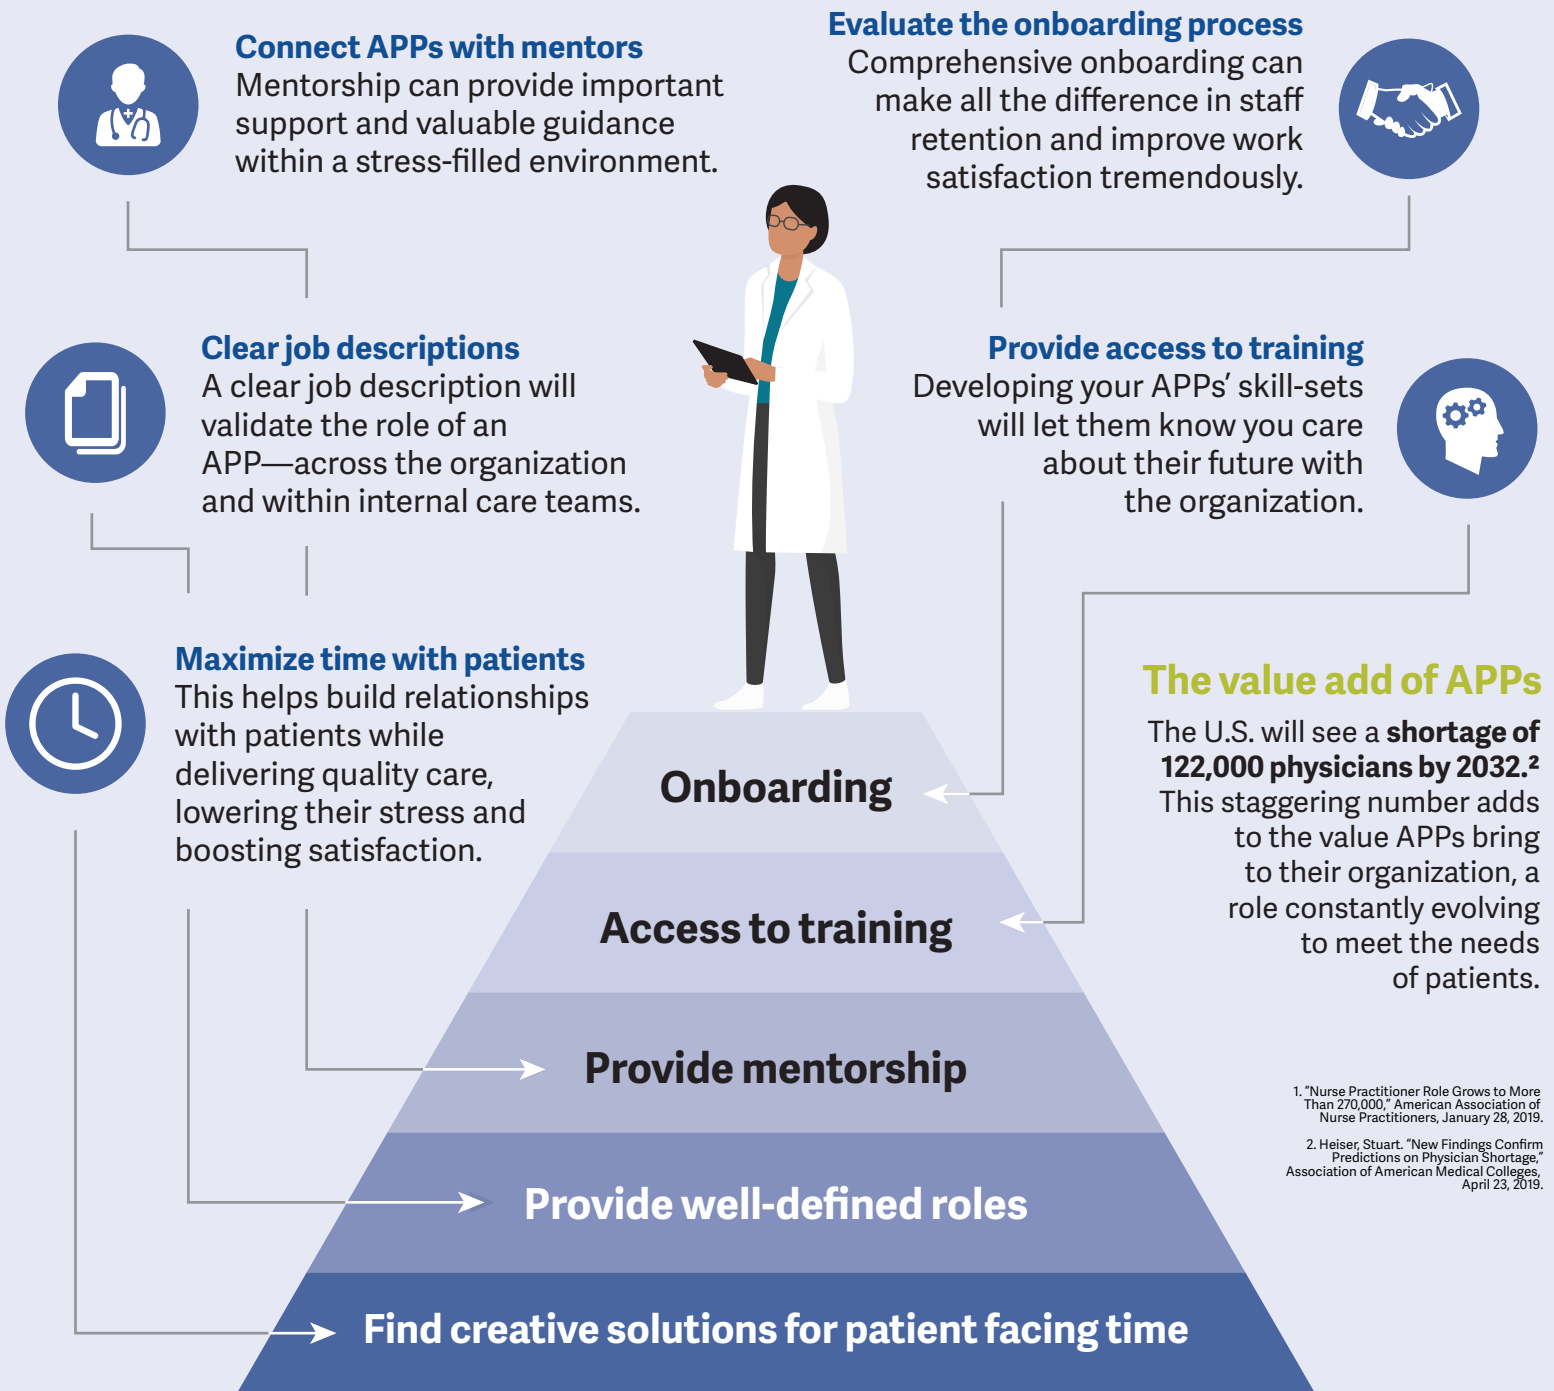 Connect APPs with mentors
Mentorship can provide important
support and valuable guidance
within a stress-filled environment.
Evaluate the onboarding process
Comprehensive onboarding can
make all the difference in staff
retention and improve work
satisfaction tremendously.
Clear job descriptions
A clear job description will
validate the role of an
APP—across the organization
and within internal care teams.
Provide access to training
Developing your APPs’ skill-sets
will let them know you care
about their future with
the organization.
Maximize time with patients
This helps build relationships
with patients while
delivering quality care,
lowering their stress and
boosting satisfaction.
The value add of APPs
The U.S. will see a shortage of
122,000 physicians by 2032.²
This staggering number adds
to the value APPs bring
to their organization, a
role constantly evolving
to meet the needs
of patients.
Onboarding
Access to training
Provide mentorship
Provide well-defined roles
Find creative solutions for patient facing time
1. “Nurse Practitioner Role Grows to More
Than 270,000,” American Association of
Nurse Practitioners, January 28, 2019.
2. Heiser, Stuart. “New Findings Confirm
Predictions on Physician Shortage,”
Association of American Medical Colleges,
April 23, 2019.